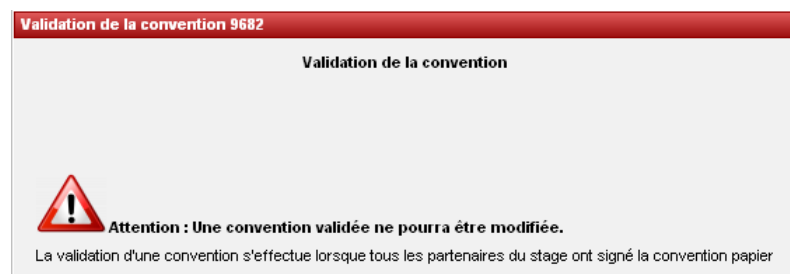 Validation de la convention 9682
Validation de la convention
Attention : Une convention validée ne pourra être modifiée.
La validation d'une convention s'effectue lorsque tous les partenaires du stage ont signé la convention papier